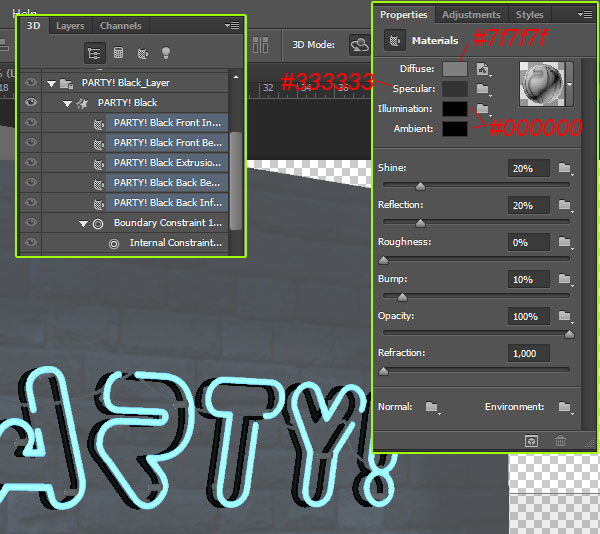 Help
3D Layers Channels
PARTY! Black_Layer
PARTY! Black
PARTY! Black Front In...
PARTY! Black Front Be...
PARTY! Black Extrusio...
PARTY! Black Back Be...
PARTY! Black Back Inf...
Boundary Constraint 1...
Internal Constraint...
18
3D Mode:
32 34 36
Properties Adjustments Styles
Materials
#7f7f7f
Diffuse:
#333333
Specular:
Illumination:
#000000
Ambient:
Shine: 20%
Reflection: 20%
Roughness: 0%
Bump: 10%
Opacity: 100%
Refraction: 1,000
Normal: Environment:
ARTY!